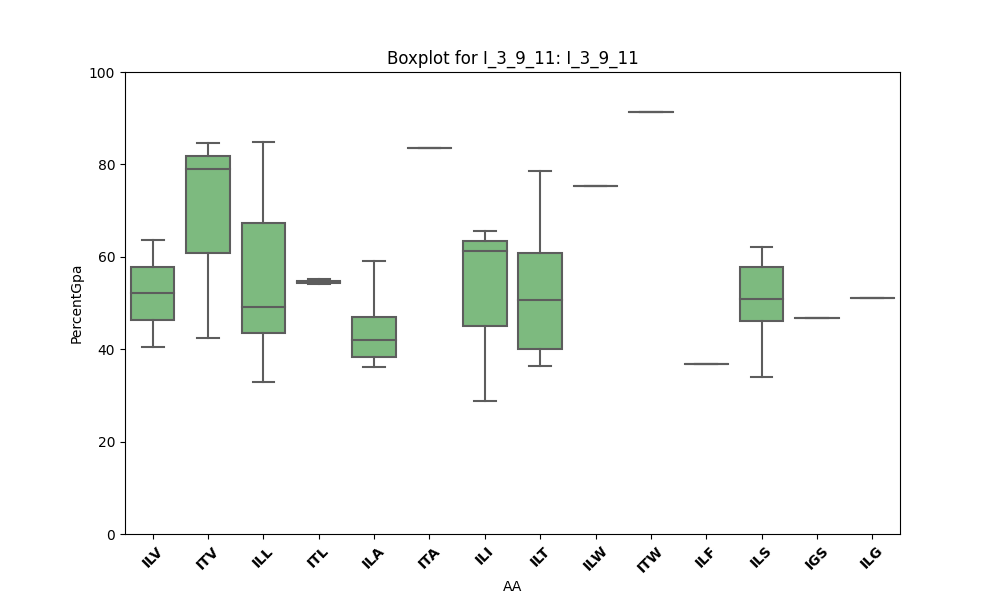 Boxplot for I_3_9_11: I_3_9_11
PercentGpa
100
80
60
40
20
0
ILV ITV ILL ITL ILA ITA ILI ILT ILW ITW ILF ILS IGS ILG
AA